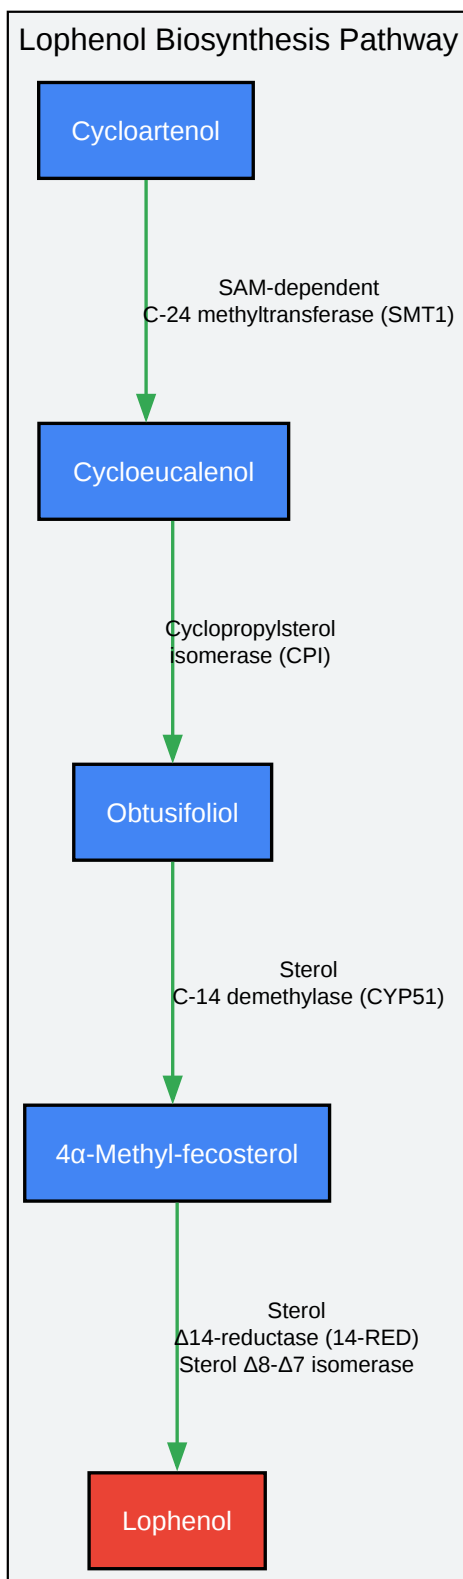 Lophenol Biosynthesis Pathway
Cycloartenol
SAM-dependent
C-24 methyltransferase (SMT1)
Cycloeucalenol
Cyclopropylsterol
isomerase (CPI)
Obtusifoliol
Sterol
C-14 demethylase (CYP51)
4α-Methyl-fecosterol
Sterol
Δ14-reductase (14-RED)
Sterol Δ8-Δ7 isomerase
Lophenol